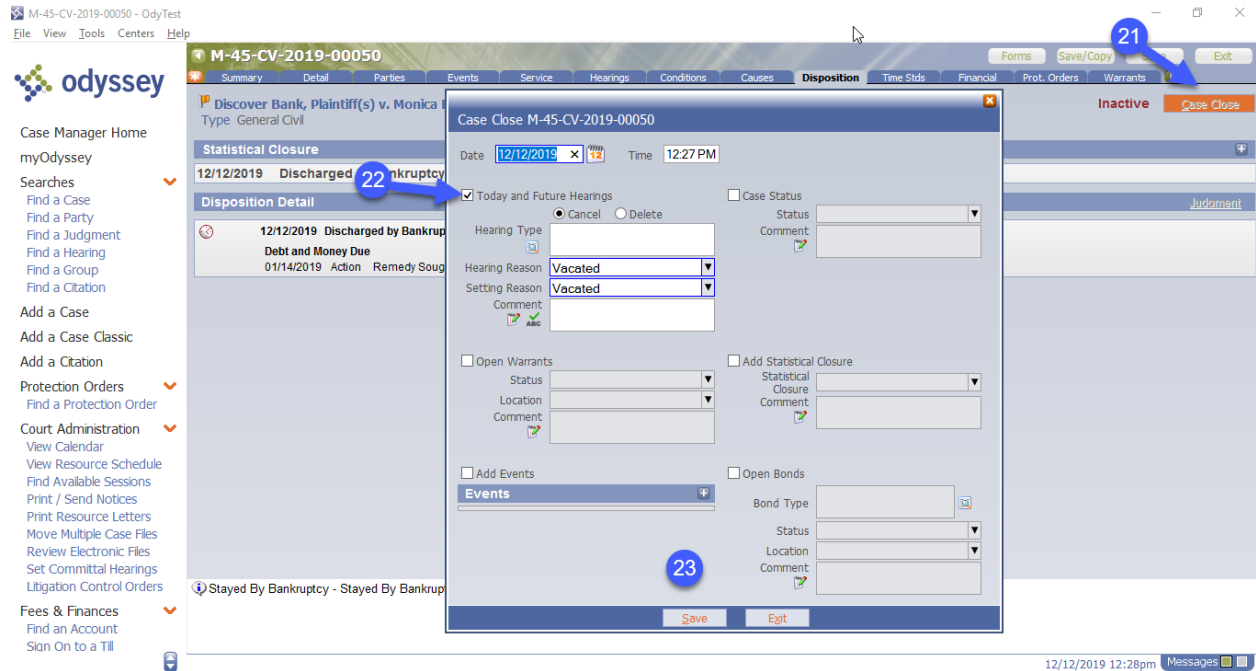 M-45-CV-2019-00050 - OdyTest
File View Tools Centers Help
odyssey
Case Manager Home
myOdyssey
Searches
Find a Case
Find a Party
Find a Judgment
Find a Hearing
Find a Group
Find a Citation
Add a Case
Add a Case Classic
Add a Citation
Protection Orders
Find a Protection Order
Court Administration
View Calendar
View Resource Schedule
Find Available Sessions
Print / Send Notices
Print Resource Letters
Move Multiple Case Files
Review Electronic Files
Set Committal Hearings
Litigation Control Orders
Fees & Finances
Find an Account
Sign On to a Till
M-45-CV-2019-00050
Forms Save/Copy Exit
21
Summary Detail Parties Events Service Hearings Conditions Causes Disposition Time Stds Financial Prot. Orders Warrants
Discover Bank, Plaintiff(s) v. Monica
Type General Civil
Inactive Case Close
Statistical Closure
12/12/2019 Discharged
Disposition Detail Judgment
12/12/2019 Discharged by Bankrup
Debt and Money Due
01/14/2019 Action Remedy Soug
Stayed By Bankruptcy - Stayed By Bankrup
Case Close M-45-CV-2019-00050
Date 12/12/2019 12 Time 12:27 PM
22
Today and Future Hearings
Cancel Delete
Hearing Type
Hearing Reason Vacated
Setting Reason Vacated
Comment
ABC
Case Status
Status
Comment
Open Warrants
Status
Location
Comment
Add Statistical Closure
Statistical
Closure
Comment
Add Events
Events
Open Bonds
Bond Type
Status
Location
Comment
23
Save Exit
12/12/2019 12:28pm Messages